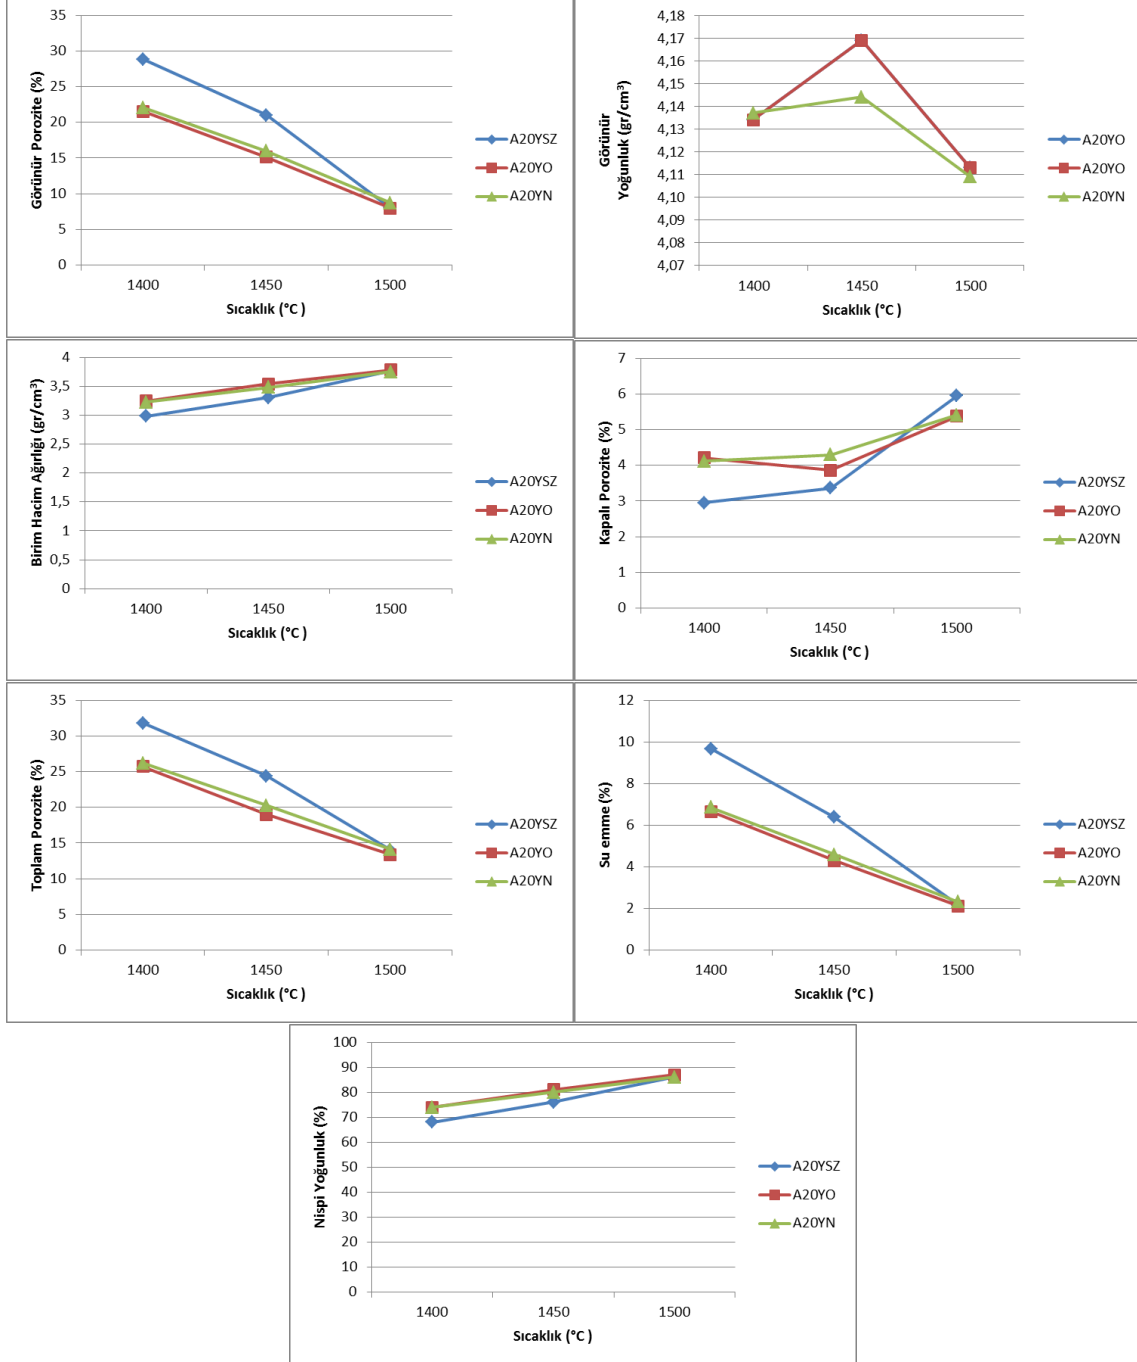 35
30
25
20
15
10
5
0
Görünür Porozite (%)
1400 1450 1500
Sıcaklık (°C )
A20YSZ
A20YO
A20YN
4,18
4,17
4,16
4,15
4,14
4,13
4,12
4,11
4,10
4,09
4,08
4,07
Görünür
Yoğunluk (gr/cm³)
1400 1450 1500
Sıcaklık (°C )
A20YO
A20YO
A20YN
4
3,5
3
2,5
2
1,5
1
0,5
0
Birim Hacim Ağırlığı (gr/cm³)
1400 1450 1500
Sıcaklık (°C )
A20YSZ
A20YO
A20YN
7
6
5
4
3
2
1
0
Kapalı Porozite (%)
1400 1450 1500
Sıcaklık (°C )
A20YSZ
A20YO
A20YN
35
30
25
20
15
10
5
0
Toplam Porozite (%)
1400 1450 1500
Sıcaklık (°C )
A20YSZ
A20YO
A20YN
12
10
8
6
4
2
0
Su emme (%)
1400 1450 1500
Sıcaklık (°C )
A20YSZ
A20YO
A20YN
100
90
80
70
60
50
40
30
20
10
0
Nispi Yoğunluk (%)
1400 1450 1500
Sıcaklık (°C )
A20YSZ
A20YO
A20YN